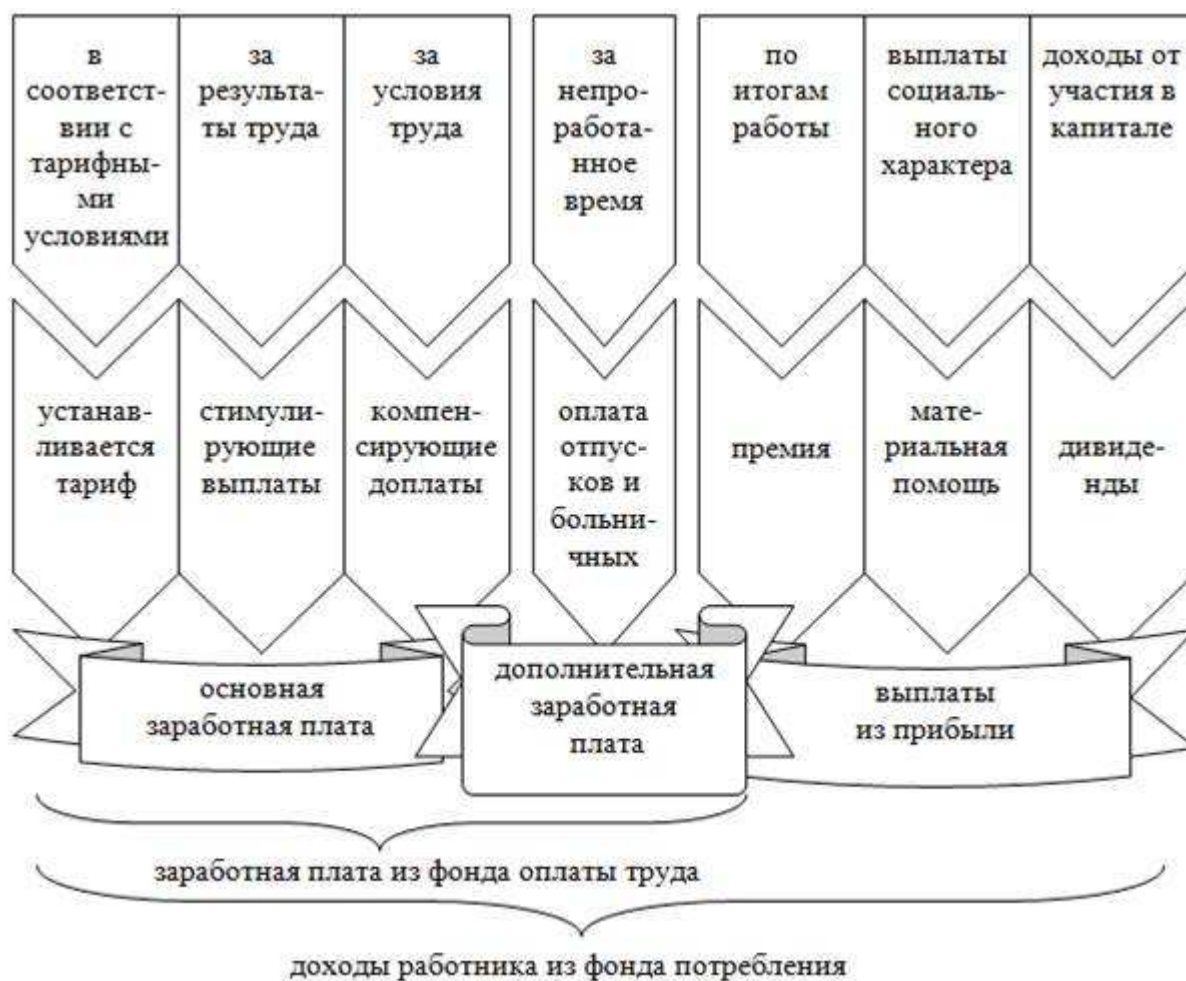 в
соответст-
вии с
тарифны-
ми
условиями
за
результа-
ты труда
за
условия
труда
за
непро-
работа-
нное
время
по
итогам
работы
выплаты
социаль-
ного
характера
доходы от
участия в
капитале
устанав-
ливается
тариф
стимули-
рующие
выплаты
компен-
сирующие
доплаты
оплата
отпус-
ков и
больни-
чных
премия
мате-
риальная
помощь
дивиде-
нды
основная
заработная плата
дополнительная
заработная
плата
выплаты
из прибыли
заработная плата из фонда оплаты труда
доходы работника из фонда потребления